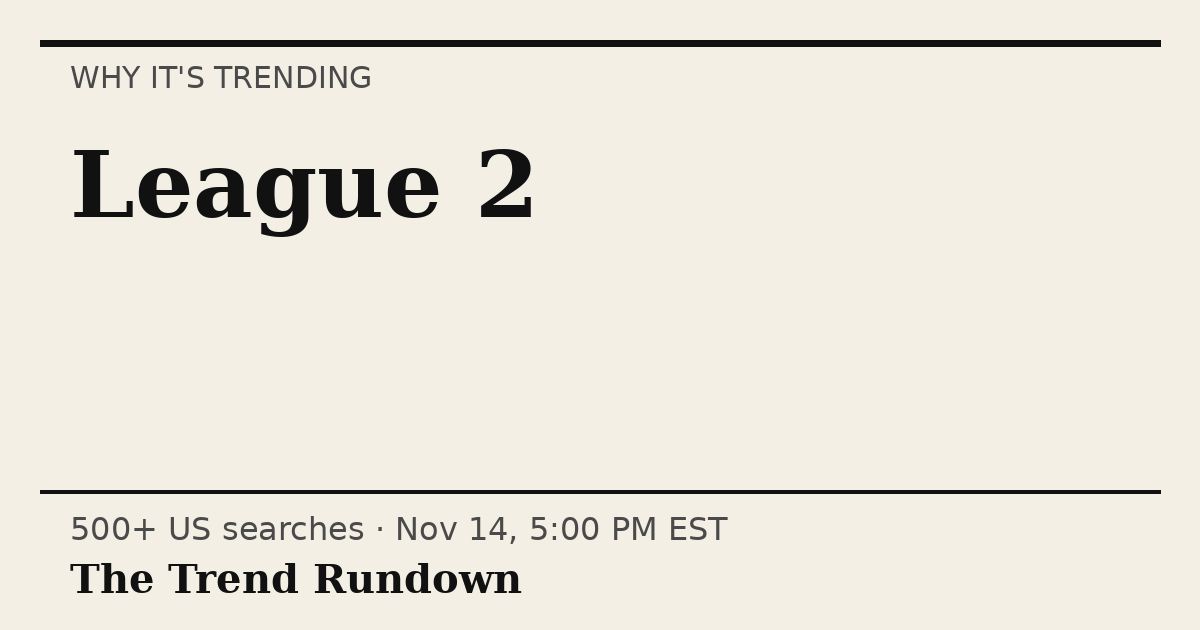 WHY IT'S TRENDING
League 2
500+ US searches · Nov 14, 5:00 PM EST
The Trend Rundown